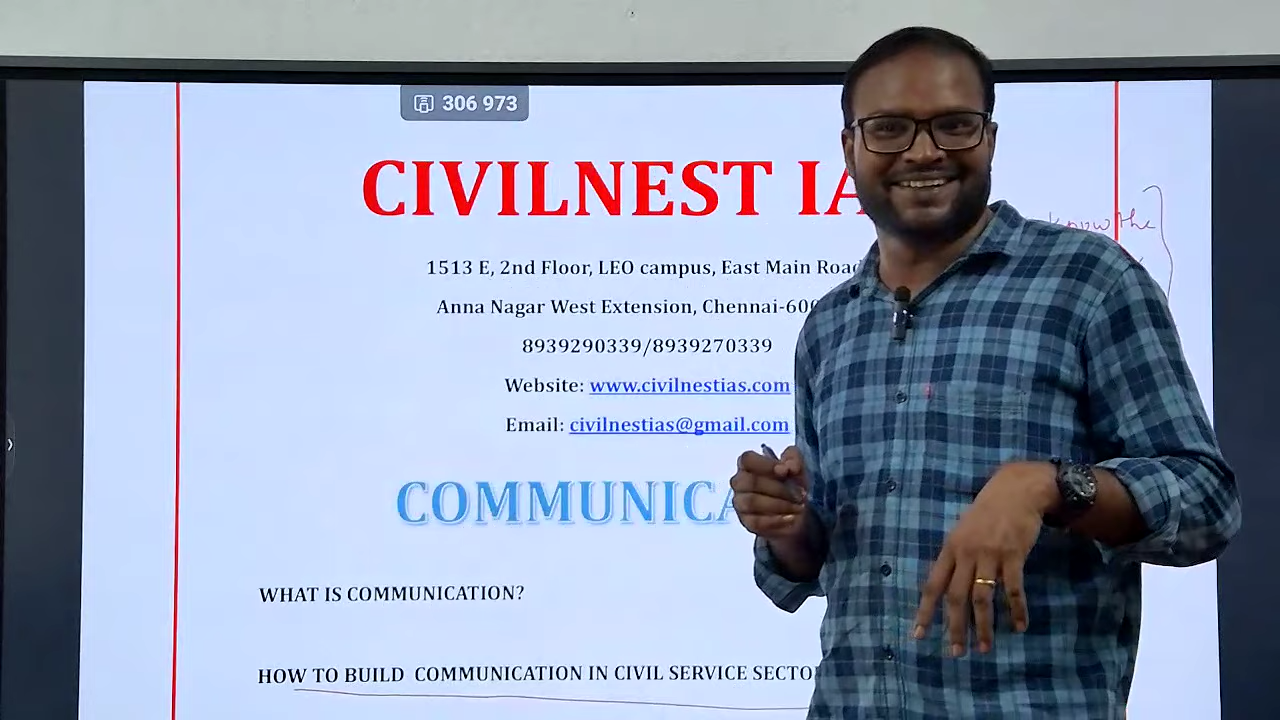 306 973
CIVILNEST IA
know the
1513 E, 2nd Floor, LEO campus, East Main Road
Anna Nagar West Extension, Chennai-600
8939290339/8939270339
Website: www.civilnestias.com
Email: civilnestias@gmail.com
COMMUNICA
WHAT IS COMMUNICATION?
HOW TO BUILD COMMUNICATION IN CIVIL SERVICE SECTO